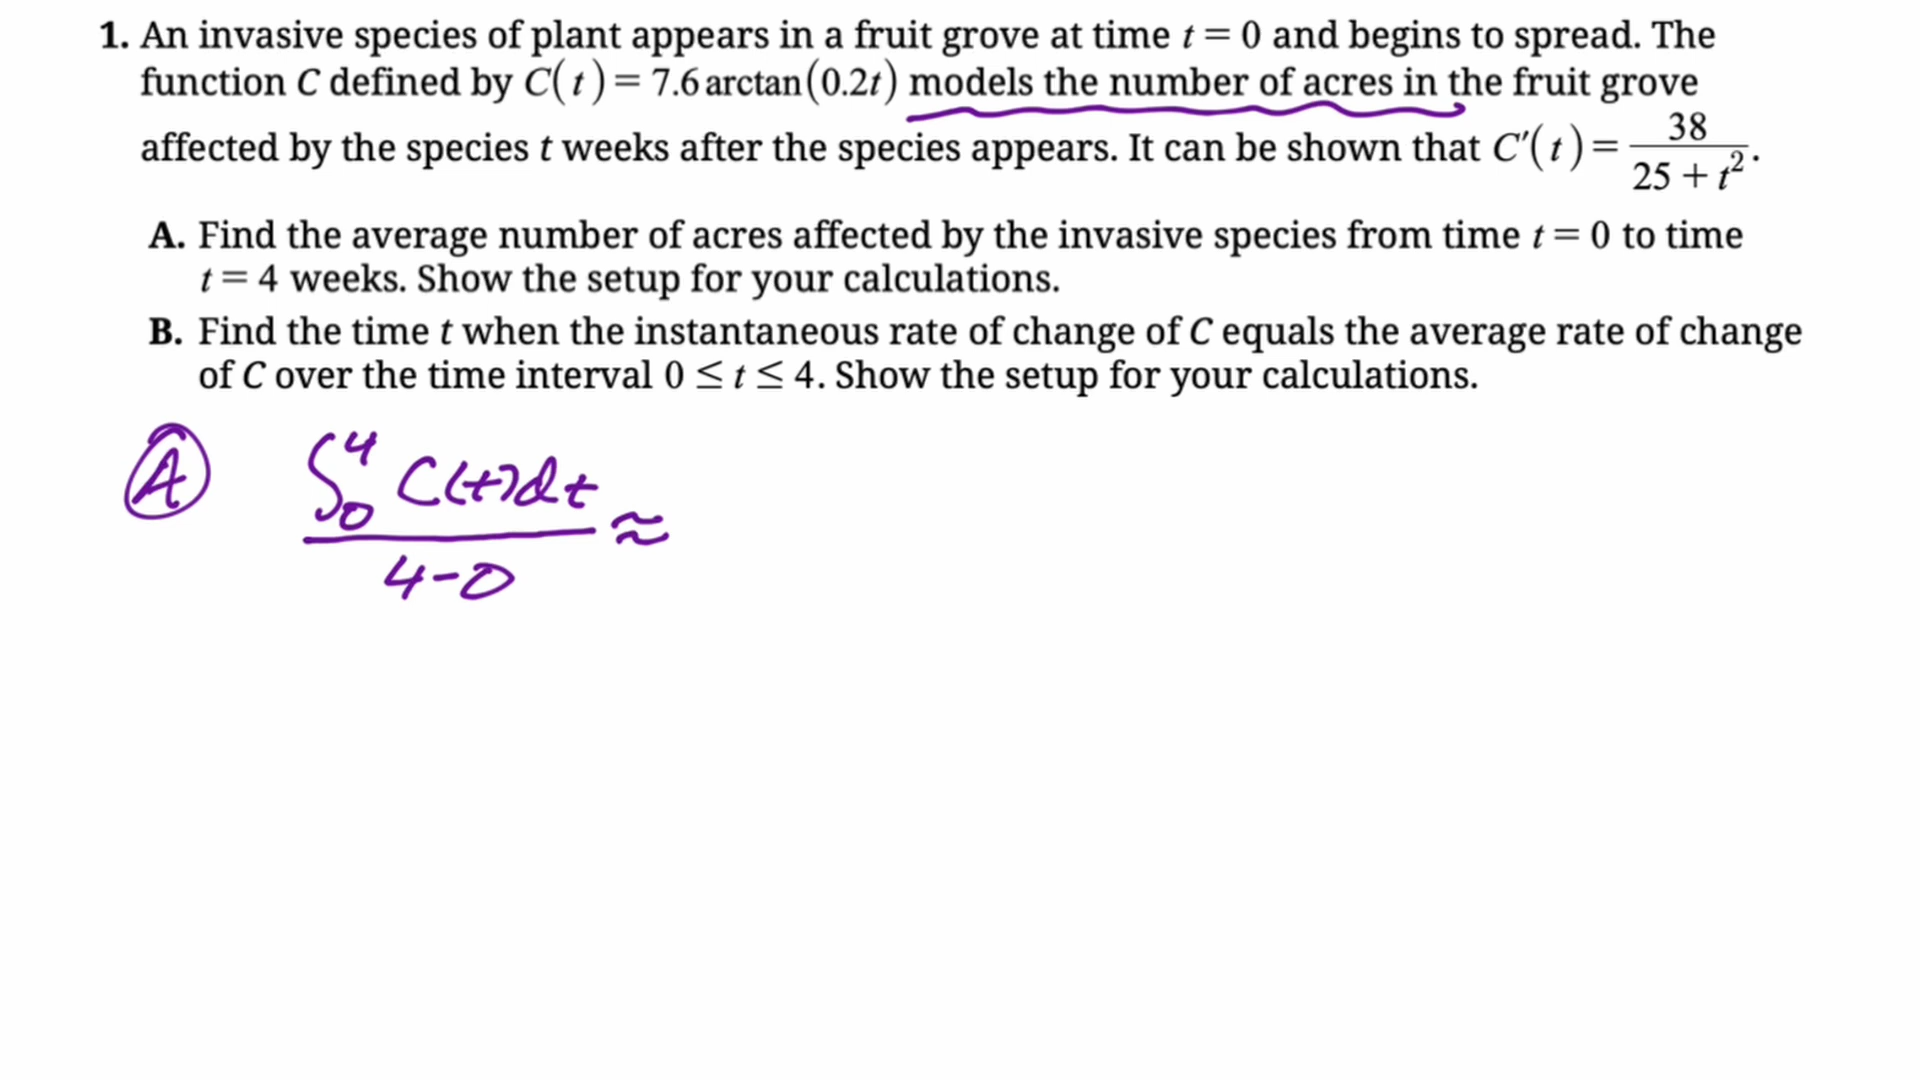 1. An invasive species of plant appears in a fruit grove at time t = 0 and begins to spread. The
function C defined by C(t) = 7.6 arctan(0.2t) models the number of acres in the fruit grove
affected by the species t weeks after the species appears. It can be shown that C′(t) = 38/(25 + t²).
A. Find the average number of acres affected by the invasive species from time t = 0 to time
t = 4 weeks. Show the setup for your calculations.
B. Find the time t when the instantaneous rate of change of C equals the average rate of change
of C over the time interval 0 ≤ t ≤ 4. Show the setup for your calculations.
A ∫₀⁴ C(t)dt ≈
4-0